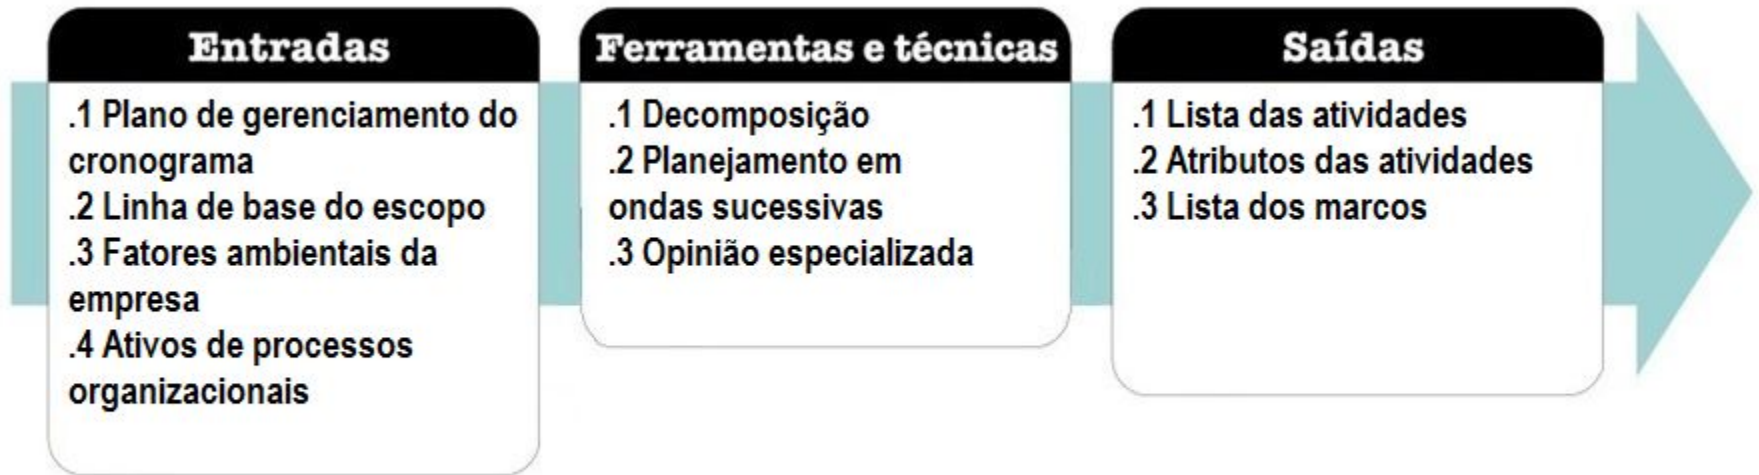 Entradas
.1 Plano de gerenciamento do
cronograma
.2 Linha de base do escopo
.3 Fatores ambientais da
empresa
.4 Ativos de processos
organizacionais
Ferramentas e técnicas
.1 Decomposição
.2 Planejamento em
ondas sucessivas
.3 Opinião especializada
Saídas
.1 Lista das atividades
.2 Atributos das atividades
.3 Lista dos marcos